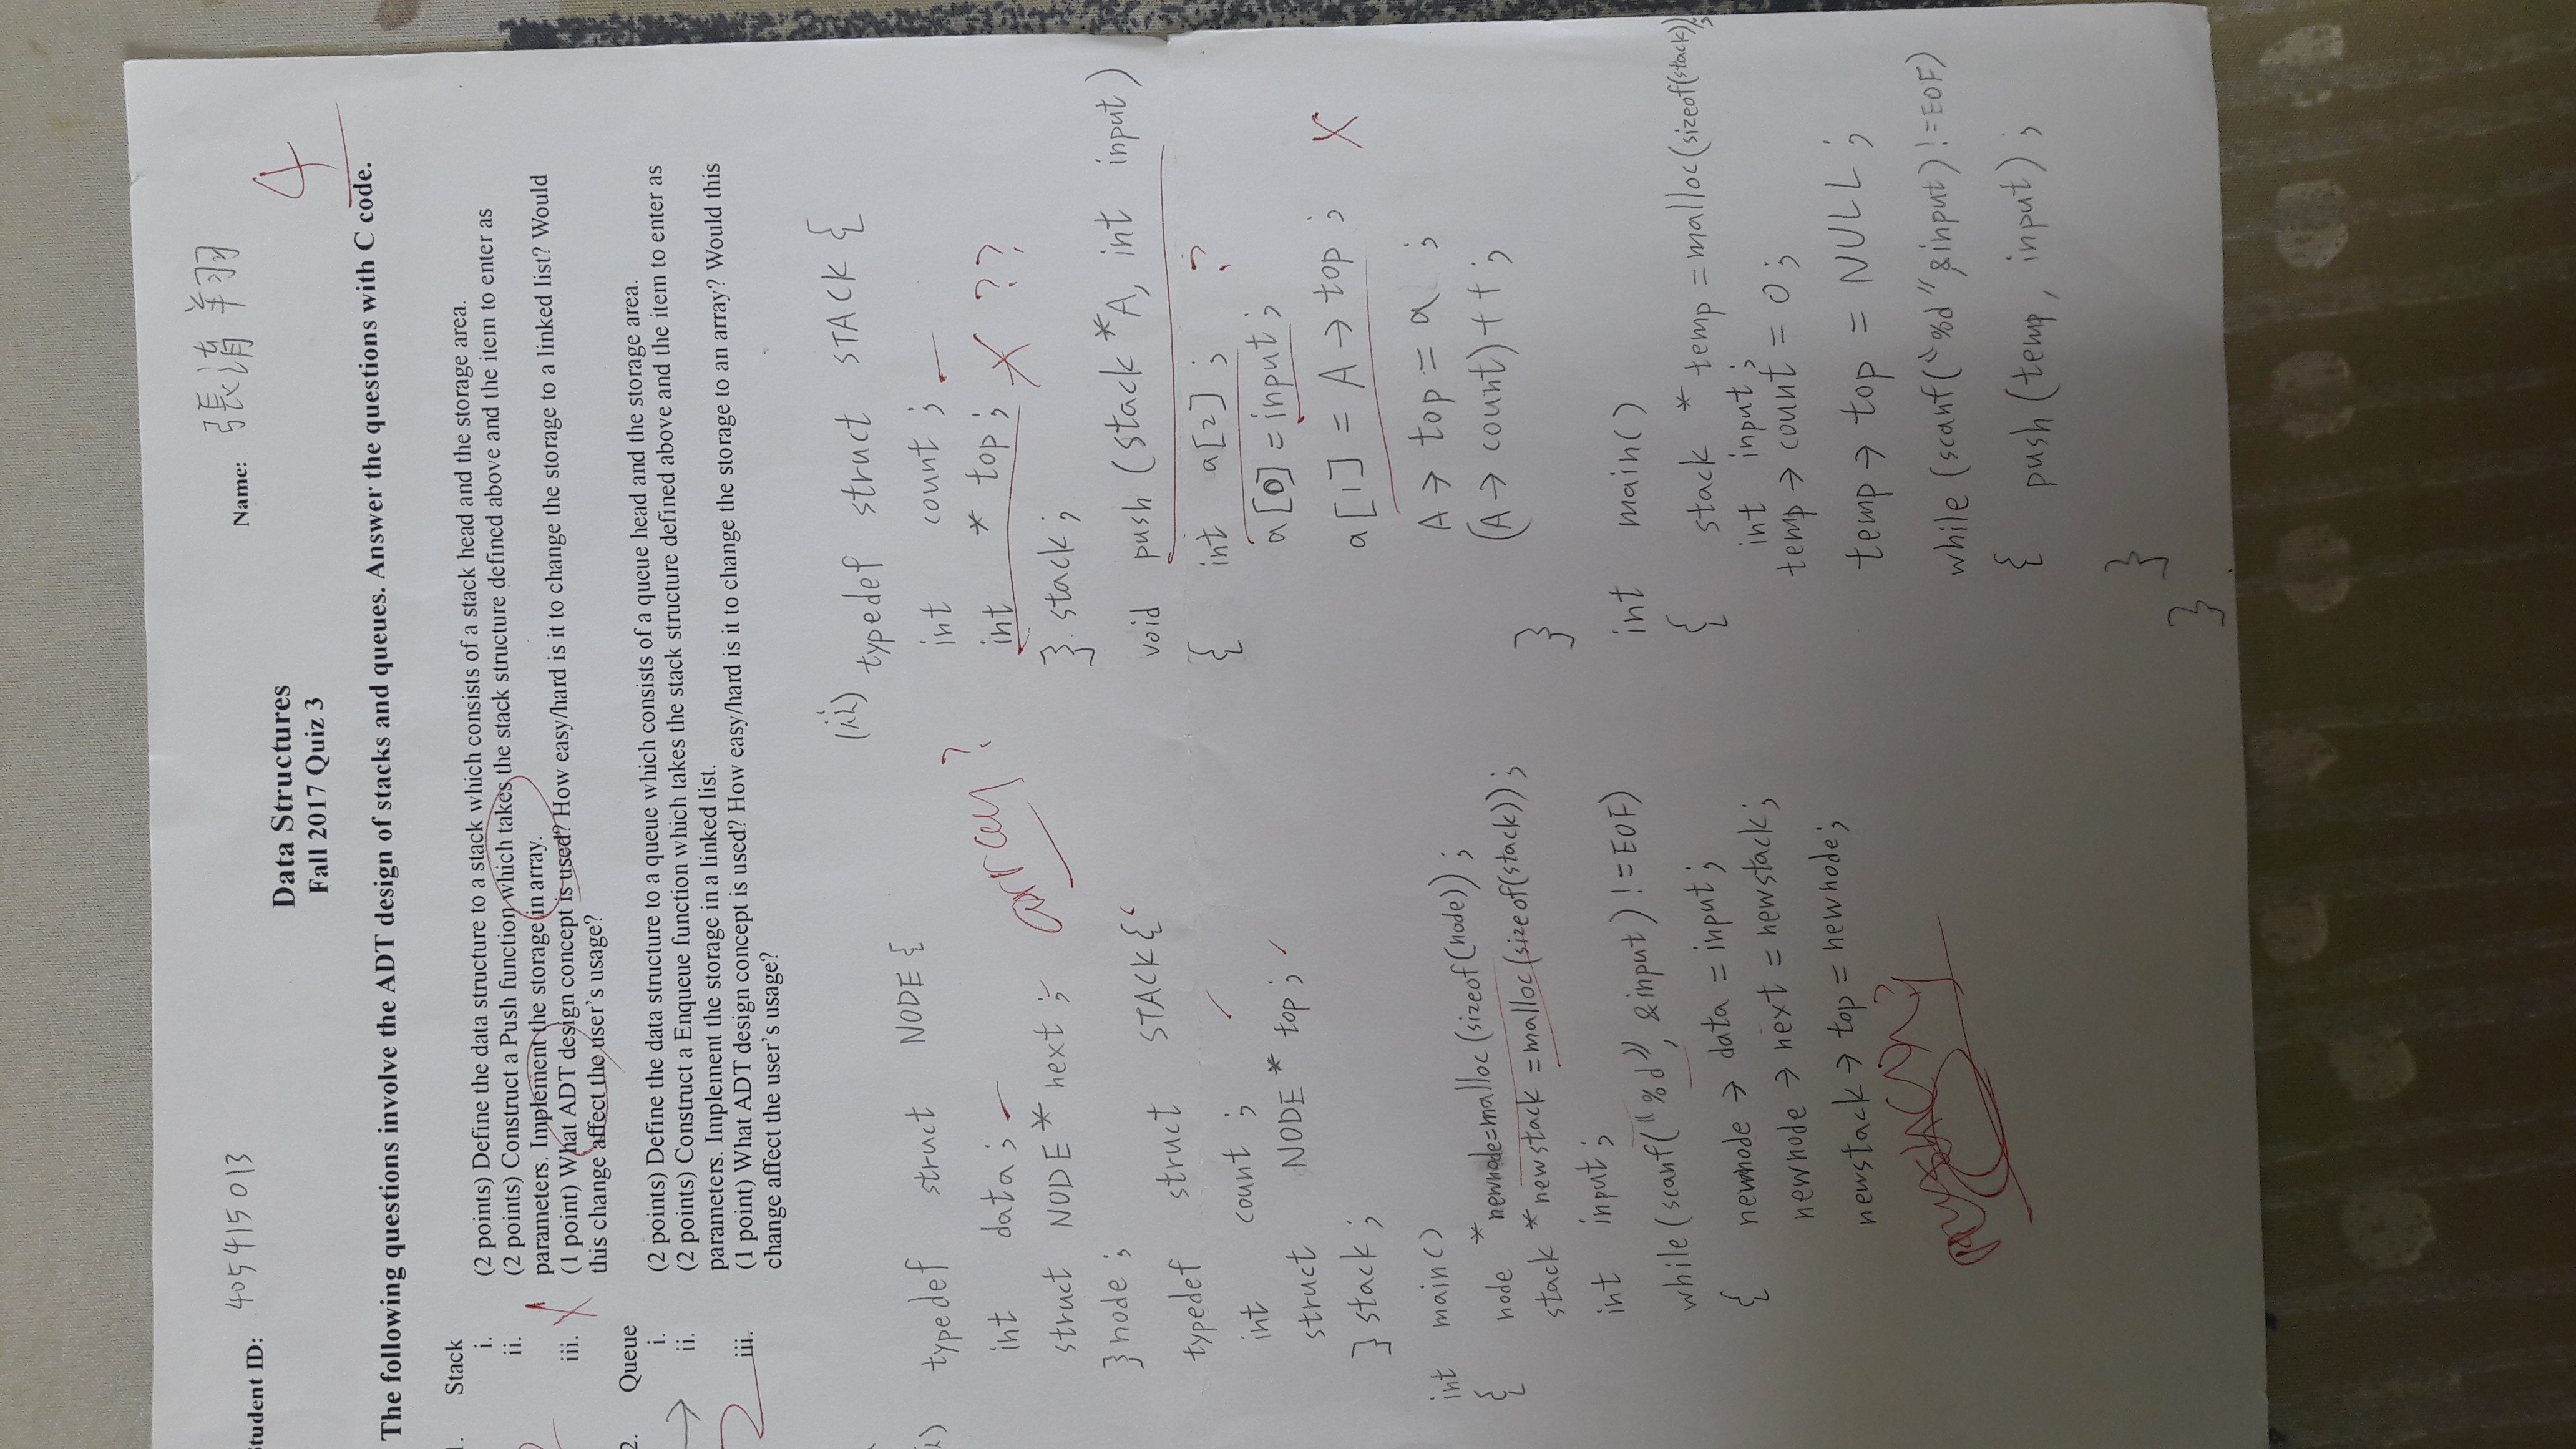 tudent ID: 405415013
Name: 張清翔
Data Structures
4
Fall 2017 Quiz 3
The following questions involve the ADT design of stacks and queues. Answer the questions with C code.
. Stack
i. (2 points) Define the data structure to a stack which consists of a stack head and the storage area.
ii. (2 points) Construct a Push function which takes the stack structure defined above and the item to enter as
parameters. Implement the storage in array.
iii. (1 point) What ADT design concept is used? How easy/hard is it to change the storage to a linked list? Would
this change affect the user's usage?
2. Queue
i. (2 points) Define the data structure to a queue which consists of a queue head and the storage area.
→ ii. (2 points) Construct a Enqueue function which takes the stack structure defined above and the item to enter as
parameters. Implement the storage in a linked list.
2 iii. (1 point) What ADT design concept is used? How easy/hard is it to change the storage to an array? Would this
change affect the user's usage?
i) typedef struct NODE {
int data;
struct NODE * next;
array?
} node;
typedef struct STACK {
int count;
struct NODE * top;
} stack;
int main()
{ node *newnode=malloc(sizeof(node));
stack *newstack=malloc(sizeof(stack));
int input;
while(scanf("%d", &input) != EOF)
{ newnode → data = input;
newnode → next = newstack;
newstack → top = newnode;
(ii) typedef struct STACK {
int count;
int * top; X ??
} stack;
void push (stack *A, int input)
{ int a[2]; ?
a[0] = input;
a[1] = A → top; X
A → top = a ;
(A → count)++;
}
int main()
{ stack * temp = malloc(sizeof(stack));
int input;
temp → count = 0;
temp → top = NULL;
while (scanf("%d",&input) != EOF)
{ push (temp, input);
}
}